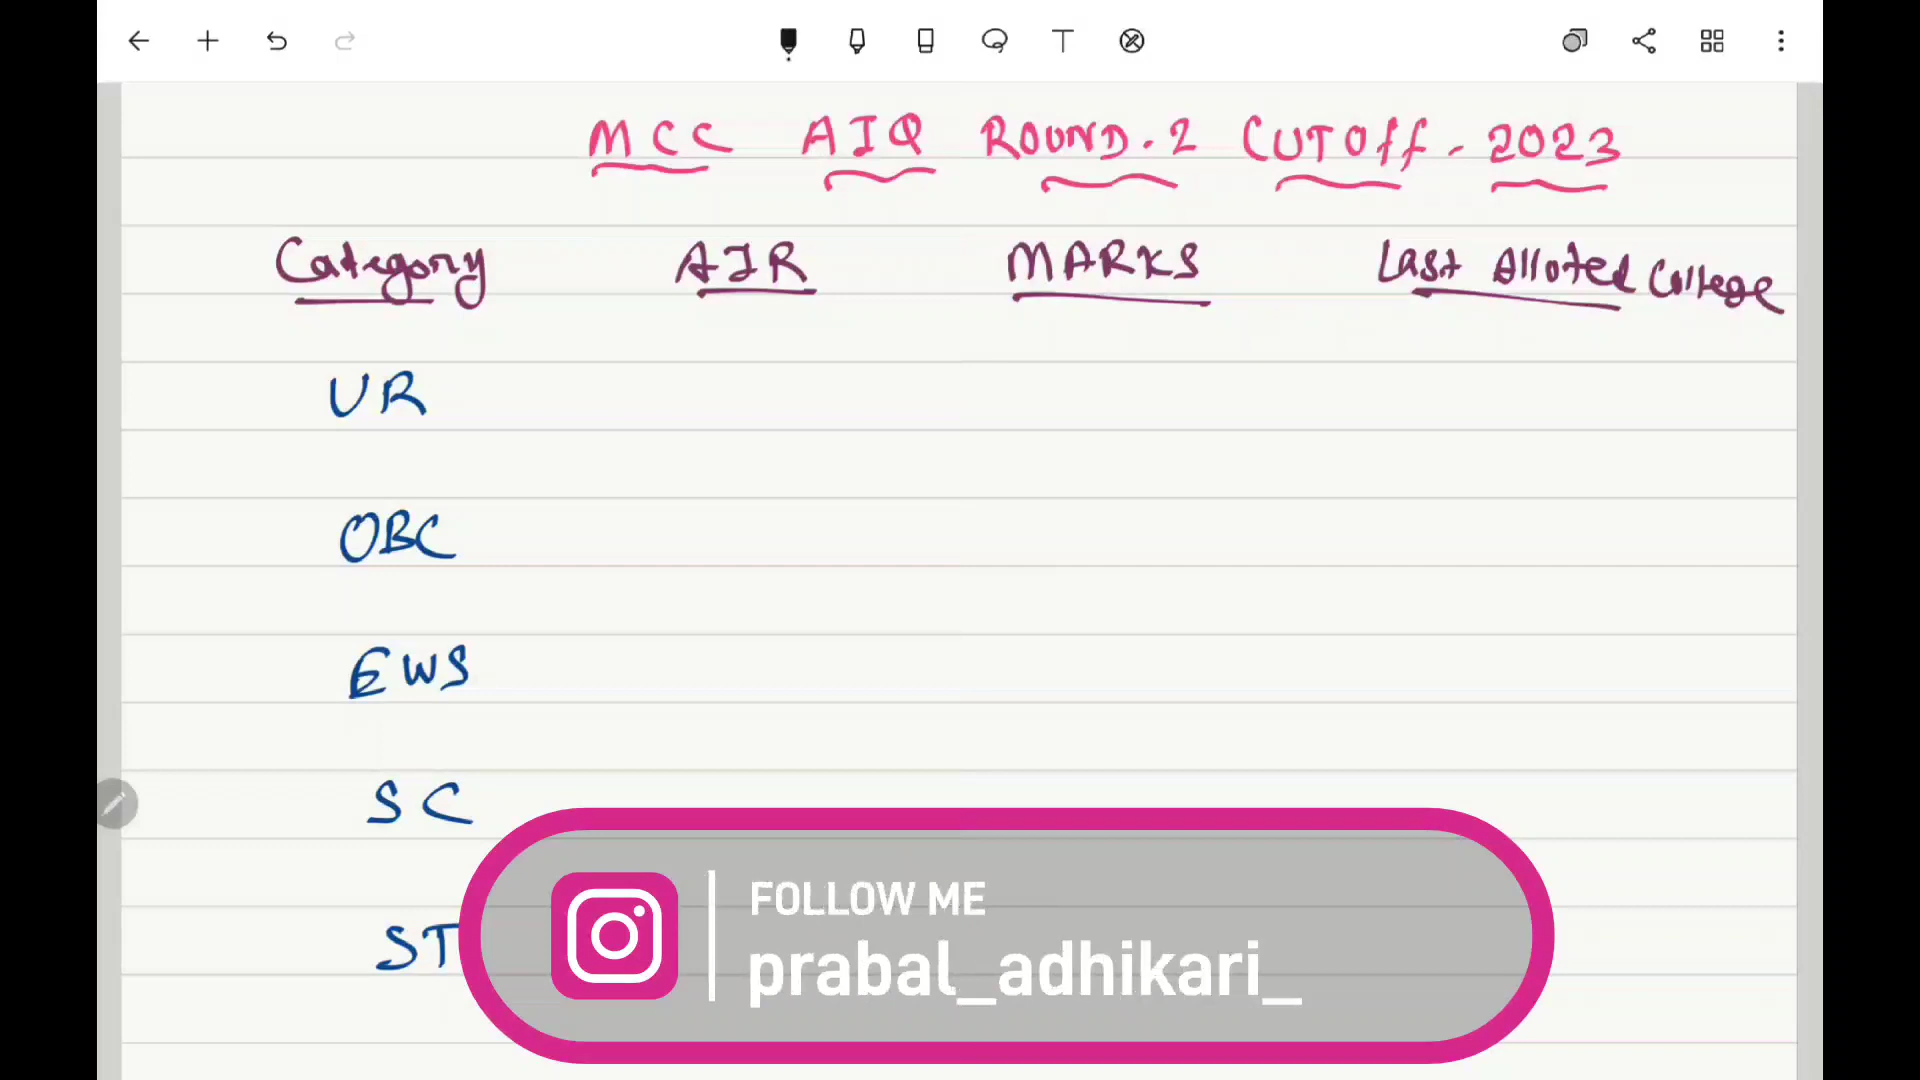 MCC AIQ ROUND-2 CUTOff - 2023
Category AIR MARKS Last Alloted College
UR
OBC
EWS
SC
ST
FOLLOW ME
prabal_adhikari_